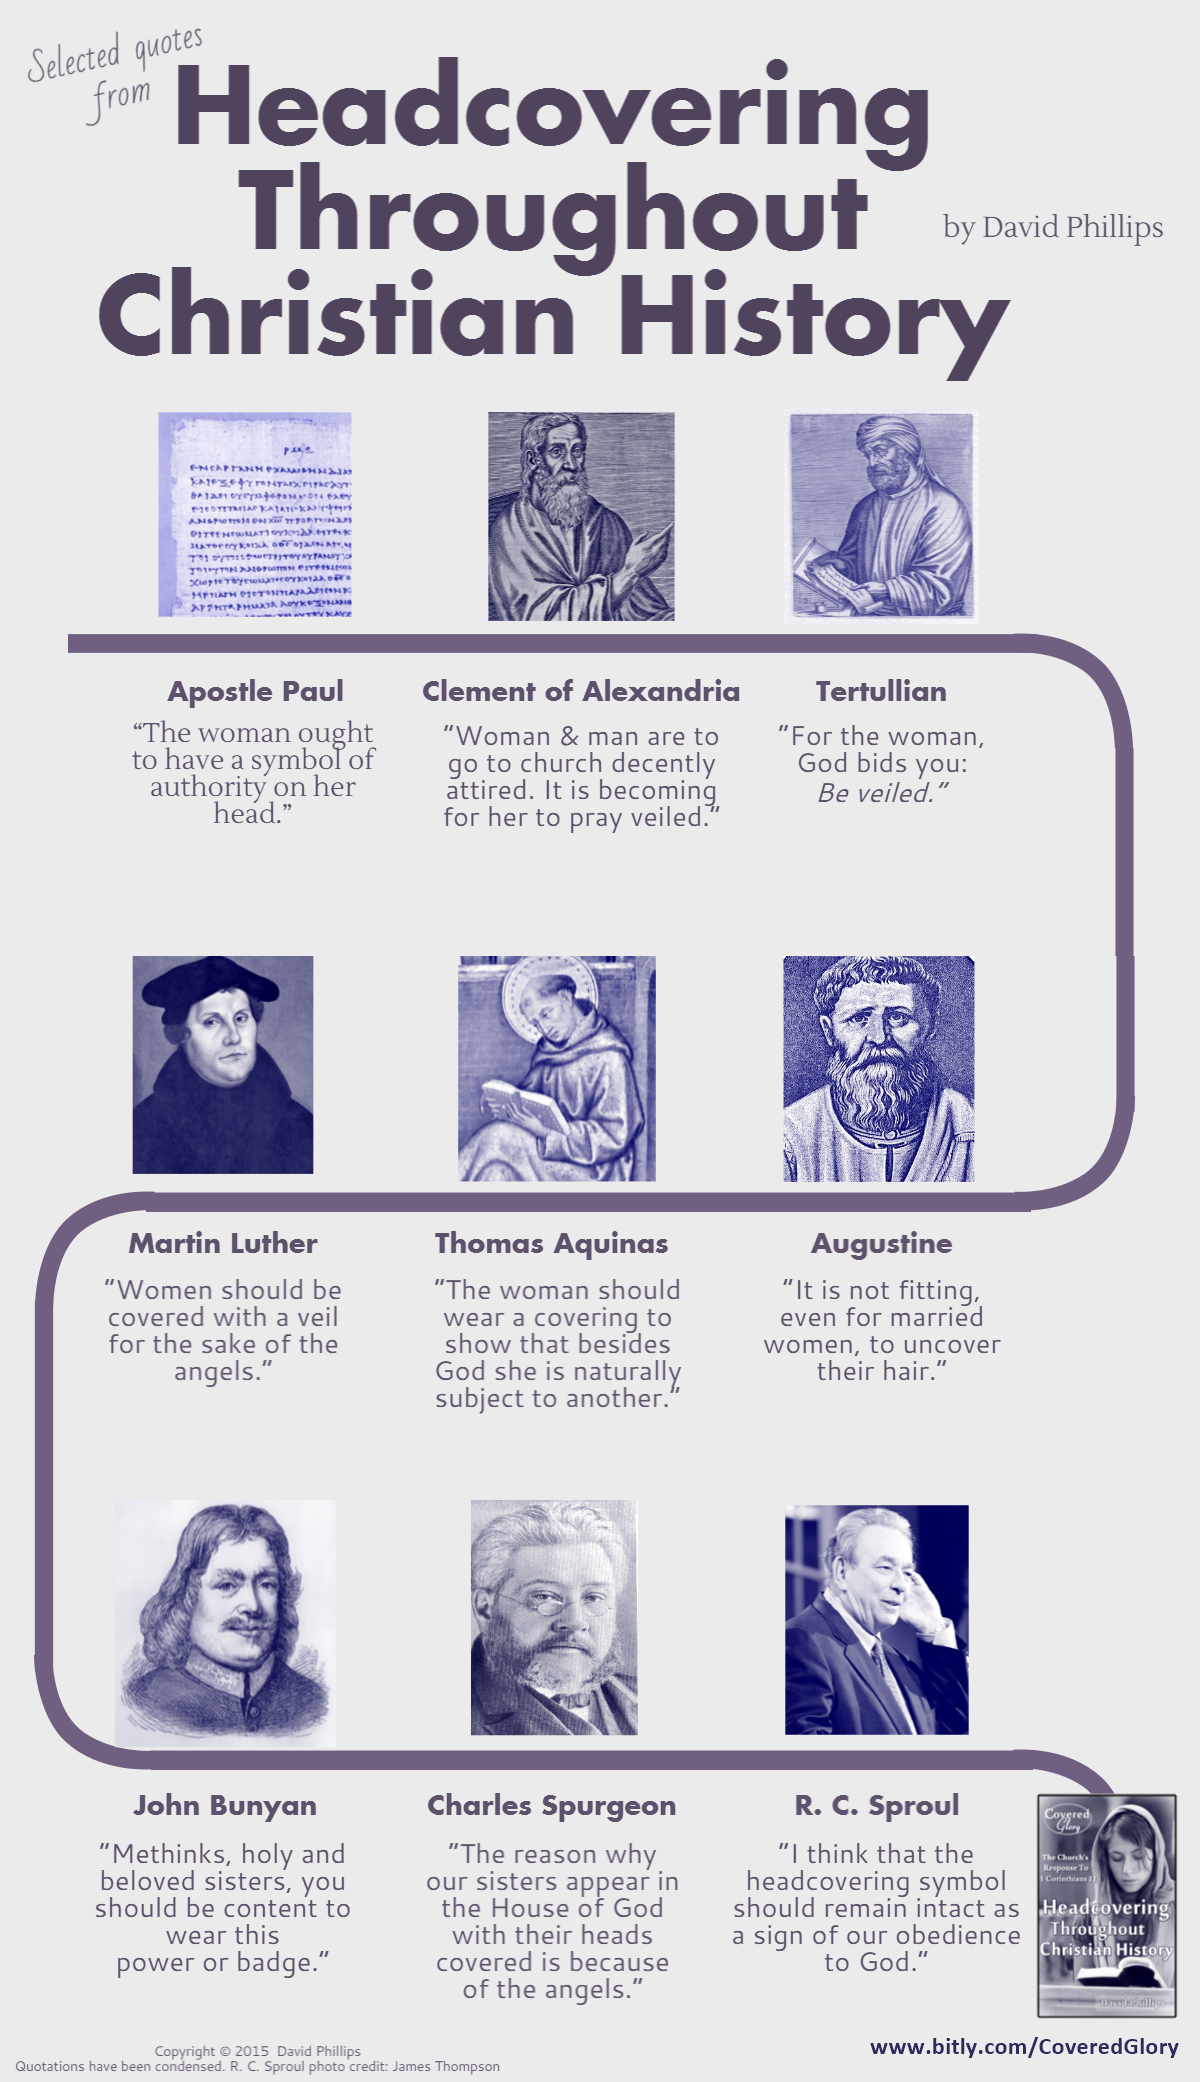 Selected quotes
from
Headcovering
Throughout
Christian History
by David Phillips
Apostle Paul
“The woman ought
to have a symbol of
authority on her
head.”
Clement of Alexandria
“Woman & man are to
go to church decently
attired. It is becoming
for her to pray veiled.”
Tertullian
“For the woman,
God bids you:
Be veiled.”
Martin Luther
“Women should be
covered with a veil
for the sake of the
angels.”
Thomas Aquinas
“The woman should
wear a covering to
show that besides
God she is naturally
subject to another.”
Augustine
“It is not fitting,
even for married
women, to uncover
their hair.”
John Bunyan
“Methinks, holy and
beloved sisters, you
should be content to
wear this
power or badge.”
Charles Spurgeon
“The reason why
our sisters appear in
the House of God
with their heads
covered is because
of the angels.”
R. C. Sproul
“I think that the
headcovering symbol
should remain intact as
a sign of our obedience
to God.”
Covered
Glory
The Church's
Response To
1 Corinthians 11
Headcovering
Throughout
Christian History
David Phillips
www.bitly.com/CoveredGlory
Copyright © 2015 David Phillips
Quotations have been condensed. R. C. Sproul photo credit: James Thompson